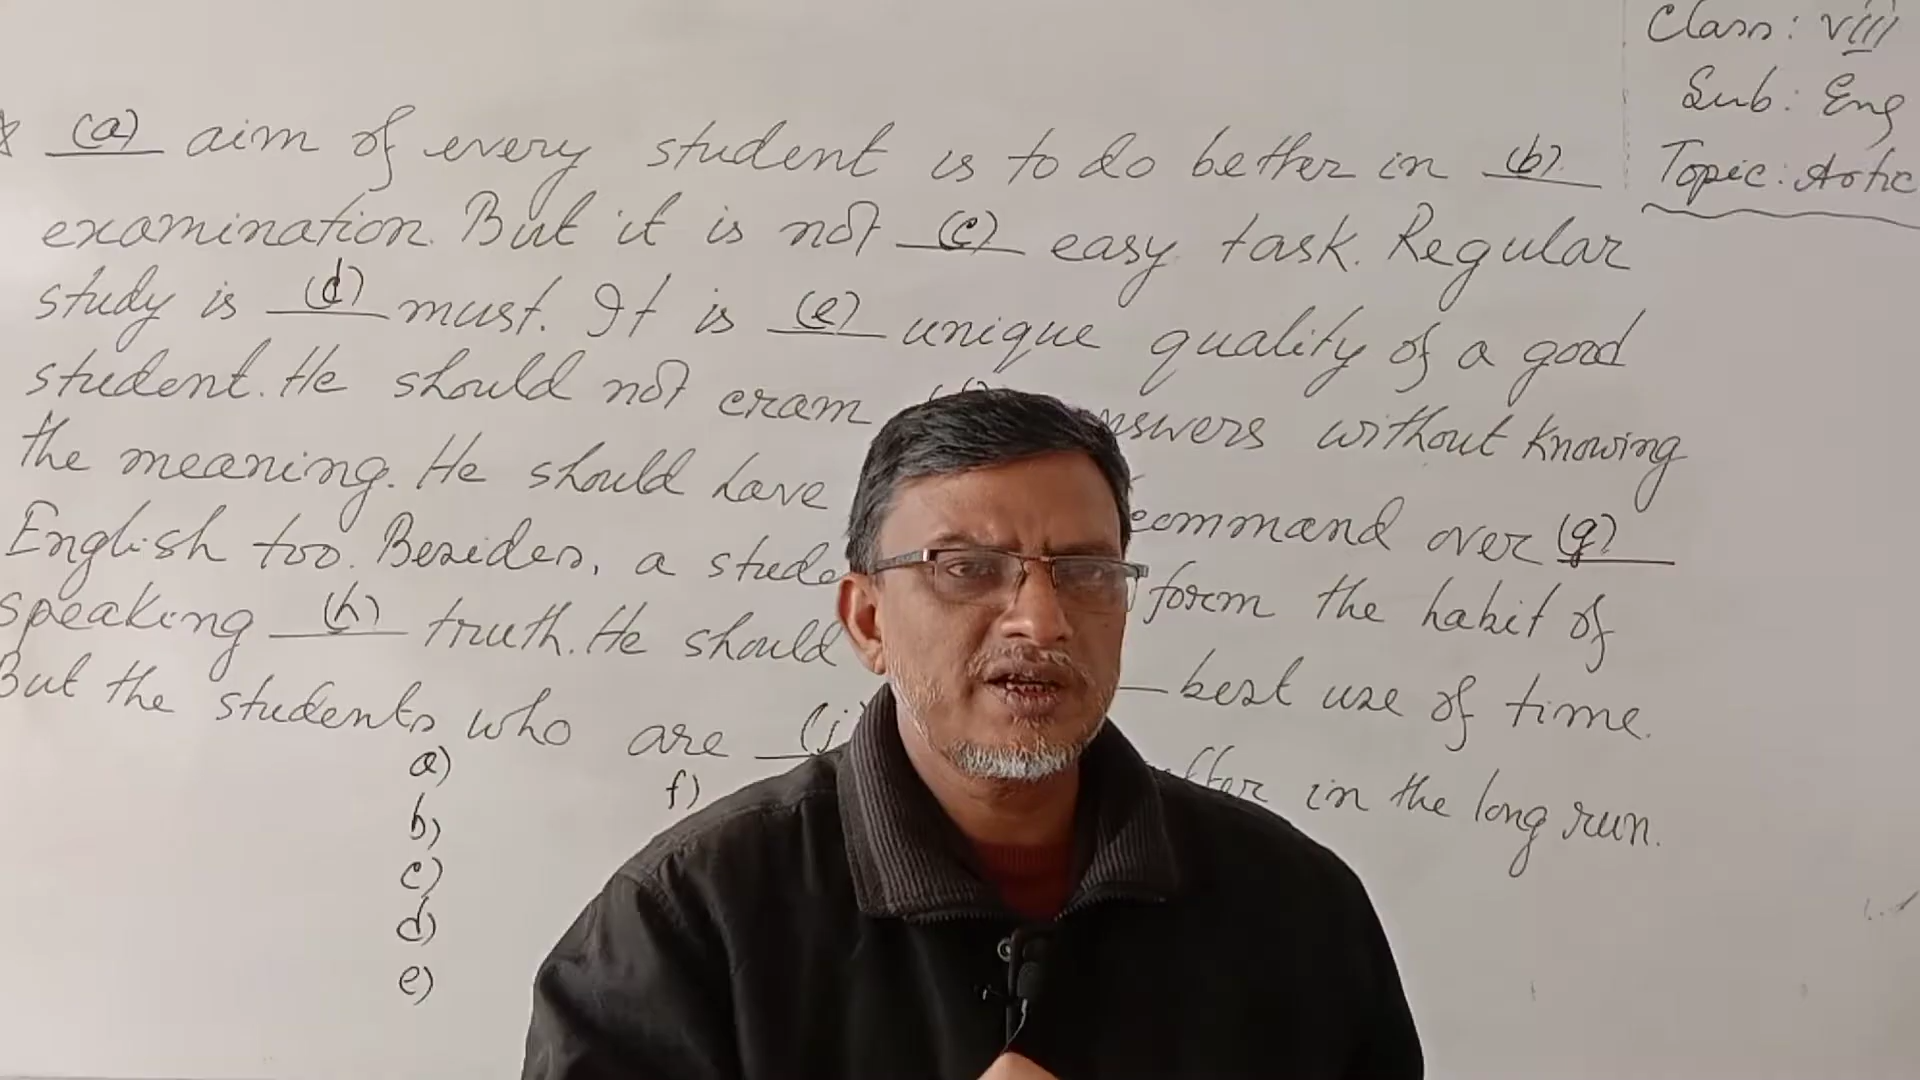 Class: VIII
Sub: Eng
Topic: Artic
(a) aim of every student is to do better in (b)
examination. But it is not (c) easy task. Regular
study is (d) must. It is (e) unique quality of a good
student. He should not cram nswers without knowing
the meaning. He should have command over (g)
English too. Besides, a stude form the habit of
speaking (h) truth. He should best use of time.
But the students who are (j in the long run.
a) f)
b)
c)
d)
e)